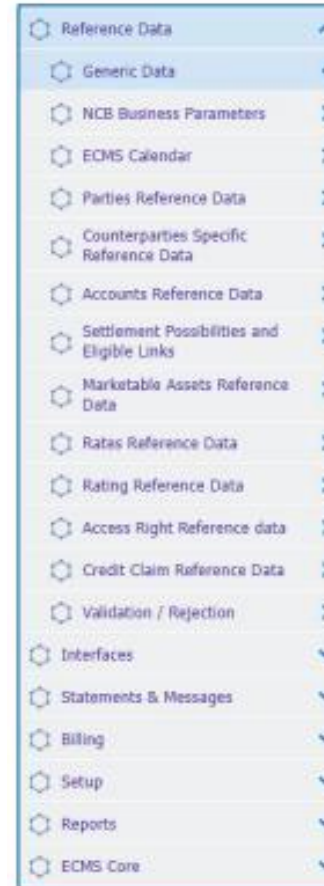 Reference Data
Generic Data
NCB Business Parameters
ECMS Calendar
Parties Reference Data
Counterparties Specific
Reference Data
Accounts Reference Data
Settlement Possibilities and
Eligible Links
Marketable Assets Reference
Data
Rates Reference Data
Rating Reference Data
Access Right Reference data
Credit Claim Reference Data
Validation / Rejection
Interfaces
Statements & Messages
Billing
Setup
Reports
ECMS Core